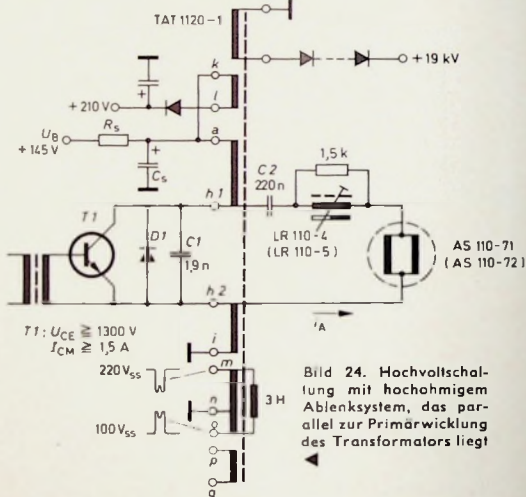 TAT 1120-1
+19 kV
k
+ 210 V
l
+
U_B
+145 V
R_s
a
+
C_s
1,5 k
C2
220 n
h1
T1
D1
C1
1,9 n
LR 110-4
(LR 110-5)
AS 110-71
(AS 110-72)
h2
I_A
T1: U_CE ≧ 1300 V
I_CM ≧ 1,5 A
i
m
220 V_SS
n
3 H
100 V_SS
o
p
q
Bild 24. Hochvoltschal-
tung mit hochohmigem
Ablenksystem, das par-
allel zur Primärwicklung
des Transformators liegt